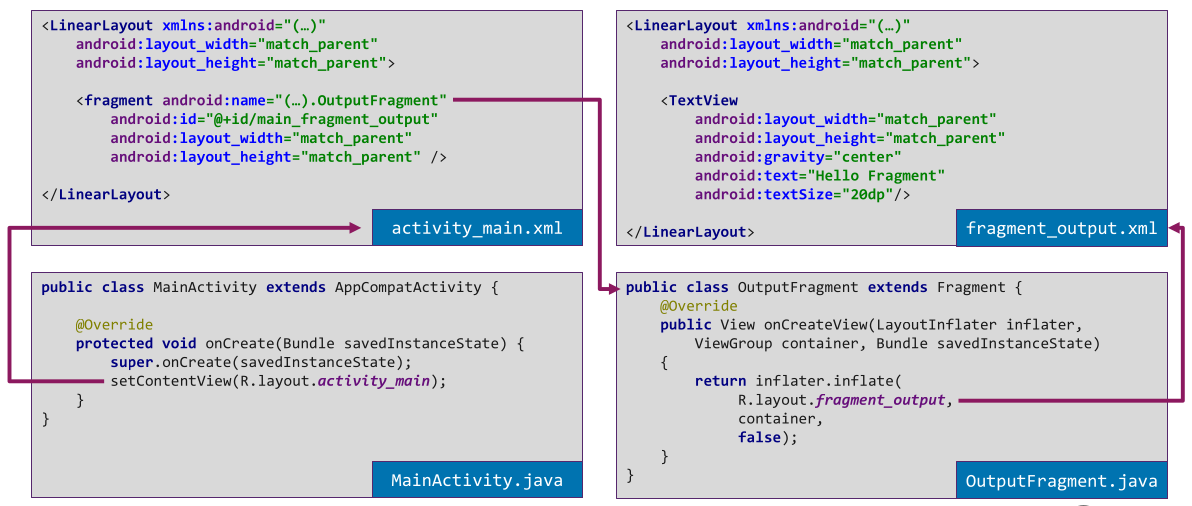 <LinearLayout xmlns:android="(…)"
    android:layout_width="match_parent"
    android:layout_height="match_parent">

    <fragment android:name="(…).OutputFragment"
        android:id="@+id/main_fragment_output"
        android:layout_width="match_parent"
        android:layout_height="match_parent" />

</LinearLayout>
activity_main.xml
<LinearLayout xmlns:android="(…)"
    android:layout_width="match_parent"
    android:layout_height="match_parent">

    <TextView
        android:layout_width="match_parent"
        android:layout_height="match_parent"
        android:gravity="center"
        android:text="Hello Fragment"
        android:textSize="20dp"/>

</LinearLayout>
fragment_output.xml
public class MainActivity extends AppCompatActivity {

    @Override
    protected void onCreate(Bundle savedInstanceState) {
        super.onCreate(savedInstanceState);
        setContentView(R.layout.activity_main);
    }
}
MainActivity.java
public class OutputFragment extends Fragment {
    @Override
    public View onCreateView(LayoutInflater inflater,
        ViewGroup container, Bundle savedInstanceState)
    {
        return inflater.inflate(
             R.layout.fragment_output,
             container,
             false);
    }
}
OutputFragment.java